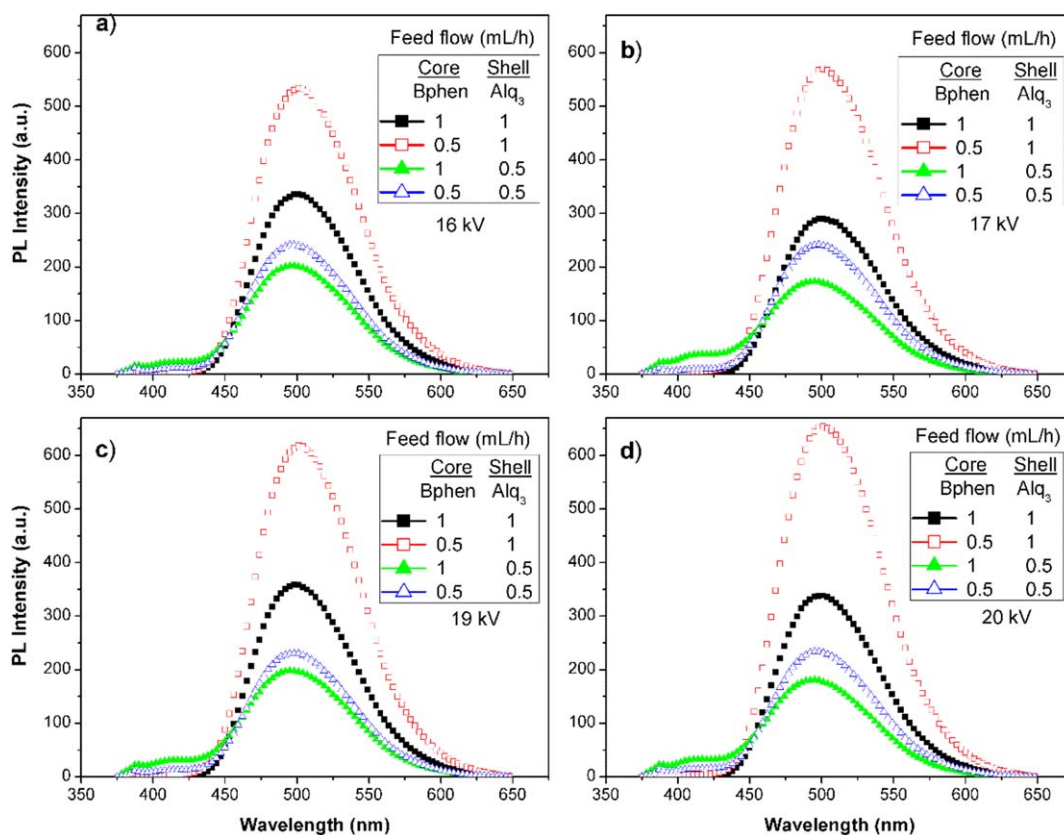 a)
Feed flow (mL/h)
Core Shell
Bphen Alq3
1 1
0.5 1
1 0.5
0.5 0.5
16 kV
PL Intensity (a.u.)
600
500
400
300
200
100
0
350 400 450 500 550 600 650
b)
Feed flow (mL/h)
Core Shell
Bphen Alq3
1 1
0.5 1
1 0.5
0.5 0.5
17 kV
600
500
400
300
200
100
0
350 400 450 500 550 600 650
c)
Feed flow (mL/h)
Core Shell
Bphen Alq3
1 1
0.5 1
1 0.5
0.5 0.5
19 kV
PL Intensity (a.u.)
600
500
400
300
200
100
0
350 400 450 500 550 600 650
Wavelength (nm)
d)
Feed flow (mL/h)
Core Shell
Bphen Alq3
1 1
0.5 1
1 0.5
0.5 0.5
20 kV
600
500
400
300
200
100
0
350 400 450 500 550 600 650
Wavelength (nm)